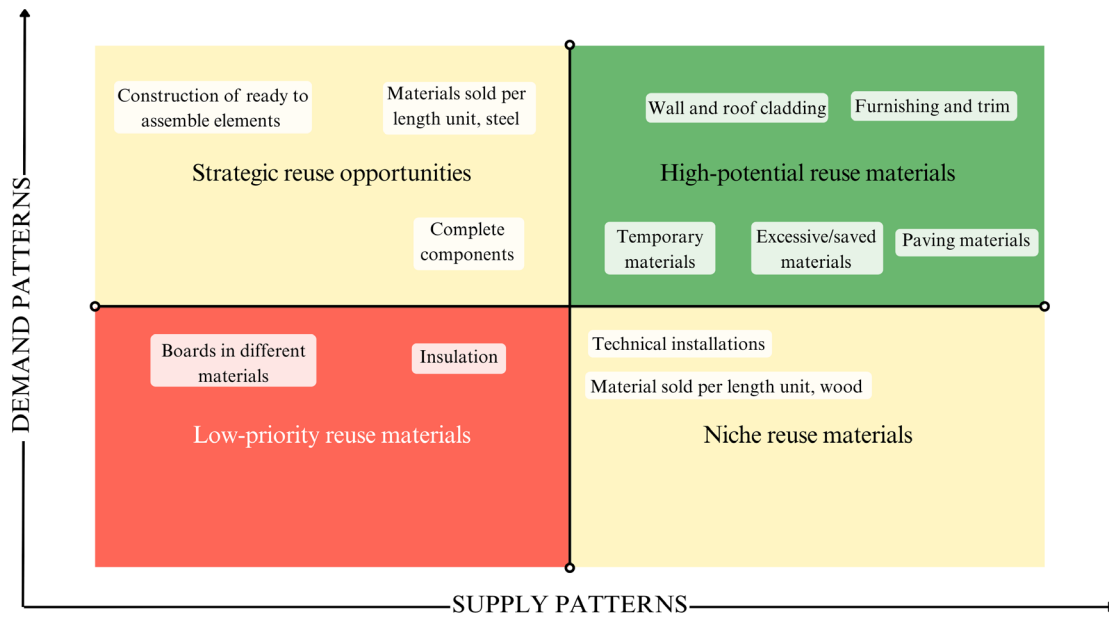 Construction of ready to
assemble elements
Materials sold per
length unit, steel
Strategic reuse opportunities
Complete
components
Wall and roof cladding
Furnishing and trim
High-potential reuse materials
Temporary
materials
Excessive/saved
materials
Paving materials
DEMAND PATTERNS
Boards in different
materials
Insulation
Low-priority reuse materials
Technical installations
Material sold per length unit, wood
Niche reuse materials
SUPPLY PATTERNS